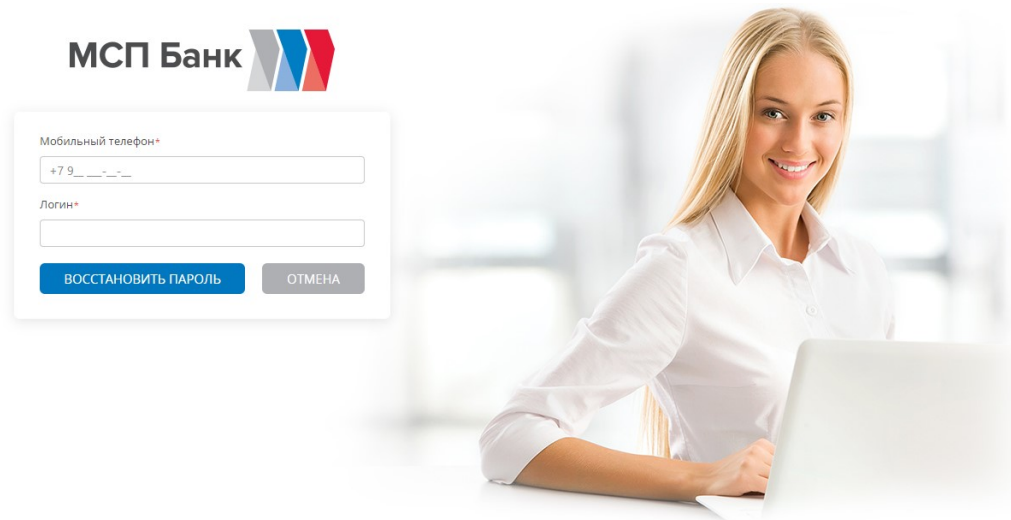 МСП Банк
Мобильный телефон*
+7 9__ ___-__-__
Логин*
ВОССТАНОВИТЬ ПАРОЛЬ ОТМЕНА